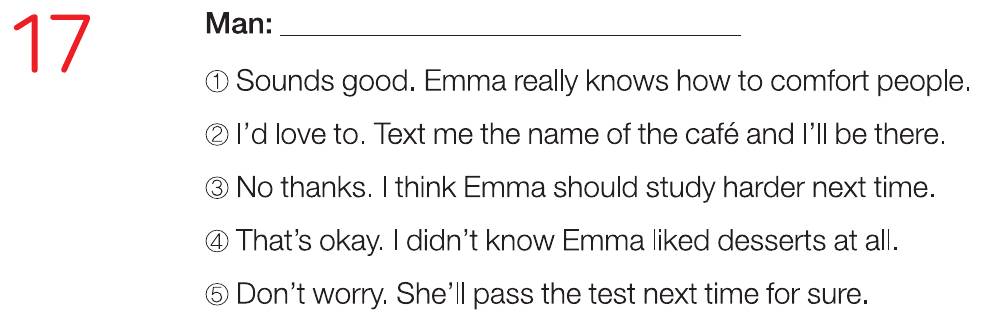 17
Man: ____________________
① Sounds good. Emma really knows how to comfort people.
② I'd love to. Text me the name of the café and I'll be there.
③ No thanks. I think Emma should study harder next time.
④ That's okay. I didn't know Emma liked desserts at all.
⑤ Don't worry. She'll pass the test next time for sure.